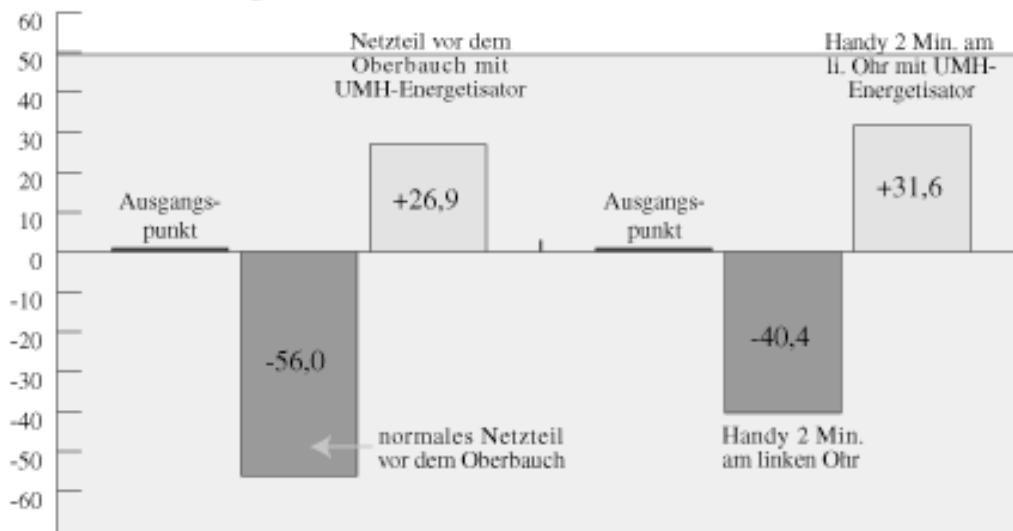 60
50
40
30
20
10
0
-10
-20
-30
-40
-50
-60
Ausgangs-
punkt
-56,0
normales Netzteil
vor dem Oberbauch
Netzteil vor dem
Oberbauch mit
UMH-Energetisator
+26,9
Ausgangs-
punkt
-40,4
Handy 2 Min.
am linken Ohr
Handy 2 Min. am
li. Ohr mit UMH-
Energetisator
+31,6